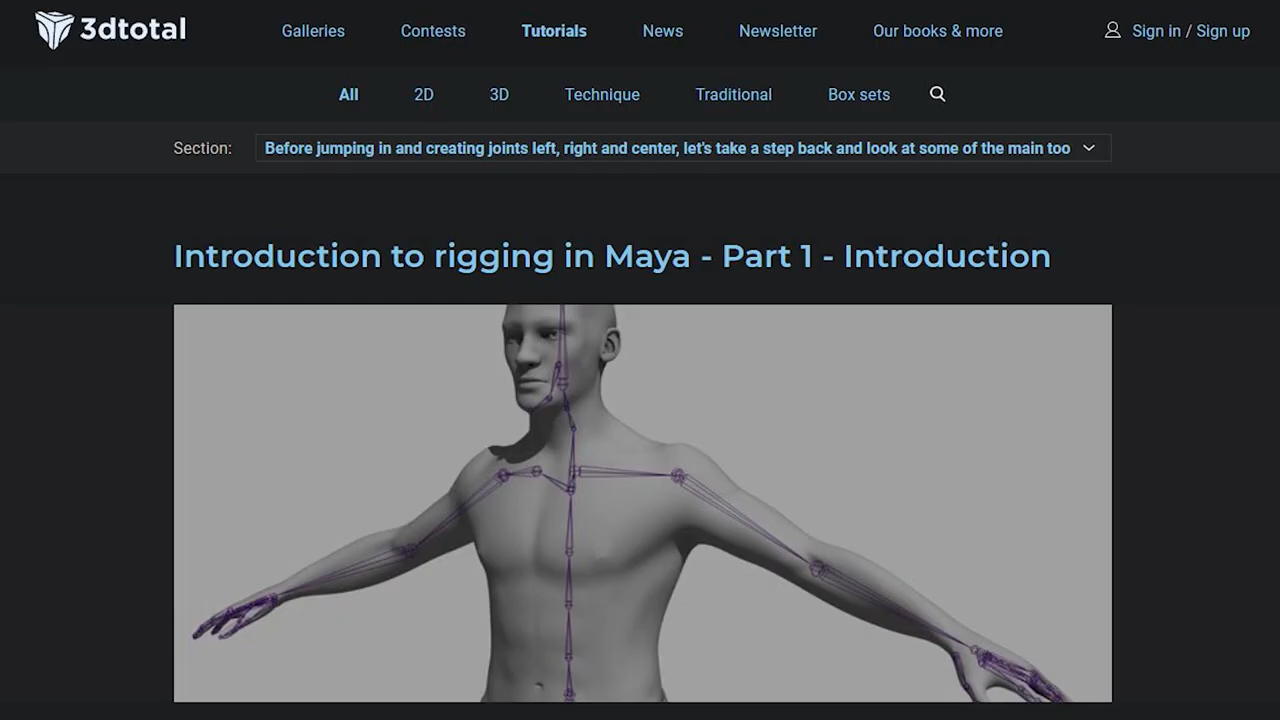 3dtotal Galleries Contests Tutorials News Newsletter Our books & more Sign in / Sign up
All 2D 3D Technique Traditional Box sets
Section: Before jumping in and creating joints left, right and center, let's take a step back and look at some of the main too
Introduction to rigging in Maya - Part 1 - Introduction